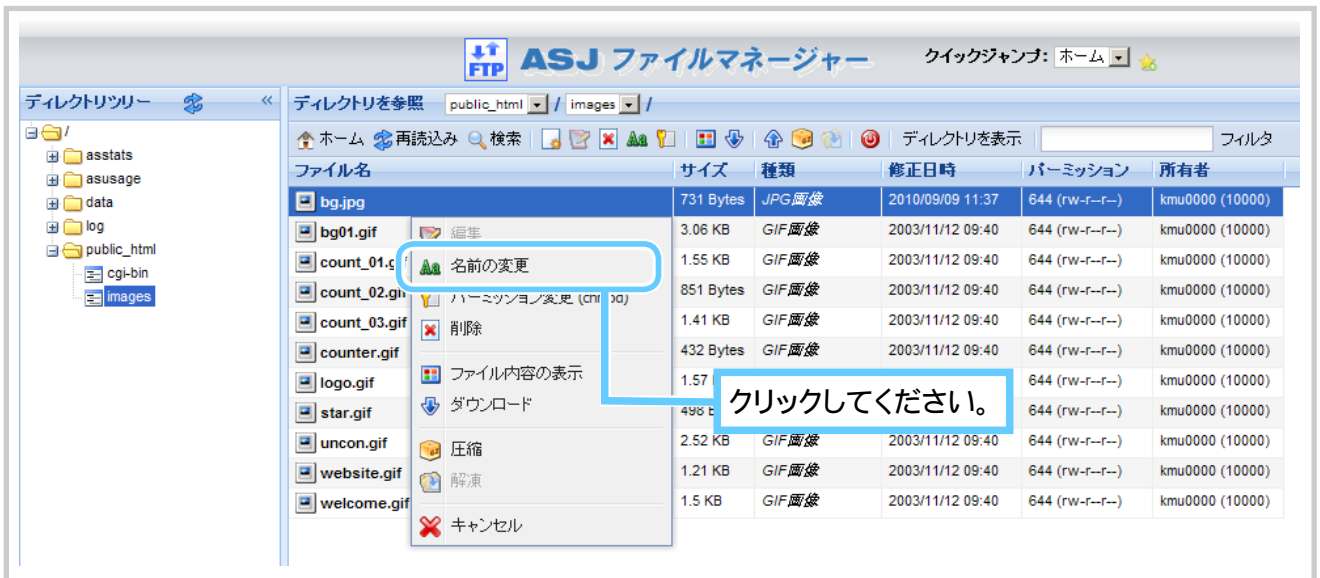 FTP ASJ ファイルマネージャー クイックジャンプ: ホーム
ディレクトリツリー «
ディレクトリを参照 public_html / images /
/
asstats
asusage
data
log
public_html
cgi-bin
images
ホーム 再読込み 検索 Aa ディレクトリを表示 フィルタ
ファイル名 サイズ 種類 修正日時 パーミッション 所有者
bg.jpg 731 Bytes JPG画像 2010/09/09 11:37 644 (rw-r--r--) kmu0000 (10000)
bg01.gif 3.06 KB GIF画像 2003/11/12 09:40 644 (rw-r--r--) kmu0000 (10000)
count_01.g 1.55 KB GIF画像 2003/11/12 09:40 644 (rw-r--r--) kmu0000 (10000)
count_02.gif 851 Bytes GIF画像 2003/11/12 09:40 644 (rw-r--r--) kmu0000 (10000)
count_03.gif 1.41 KB GIF画像 2003/11/12 09:40 644 (rw-r--r--) kmu0000 (10000)
counter.gif 432 Bytes GIF画像 2003/11/12 09:40 644 (rw-r--r--) kmu0000 (10000)
logo.gif 1.57 644 (rw-r--r--) kmu0000 (10000)
star.gif 498 644 (rw-r--r--) kmu0000 (10000)
uncon.gif 2.52 KB GIF画像 2003/11/12 09:40 644 (rw-r--r--) kmu0000 (10000)
website.gif 1.21 KB GIF画像 2003/11/12 09:40 644 (rw-r--r--) kmu0000 (10000)
welcome.gif 1.5 KB GIF画像 2003/11/12 09:40 644 (rw-r--r--) kmu0000 (10000)
編集
Aa 名前の変更
パーミッション変更 (chmod)
削除
ファイル内容の表示
ダウンロード
圧縮
解凍
キャンセル
クリックしてください。